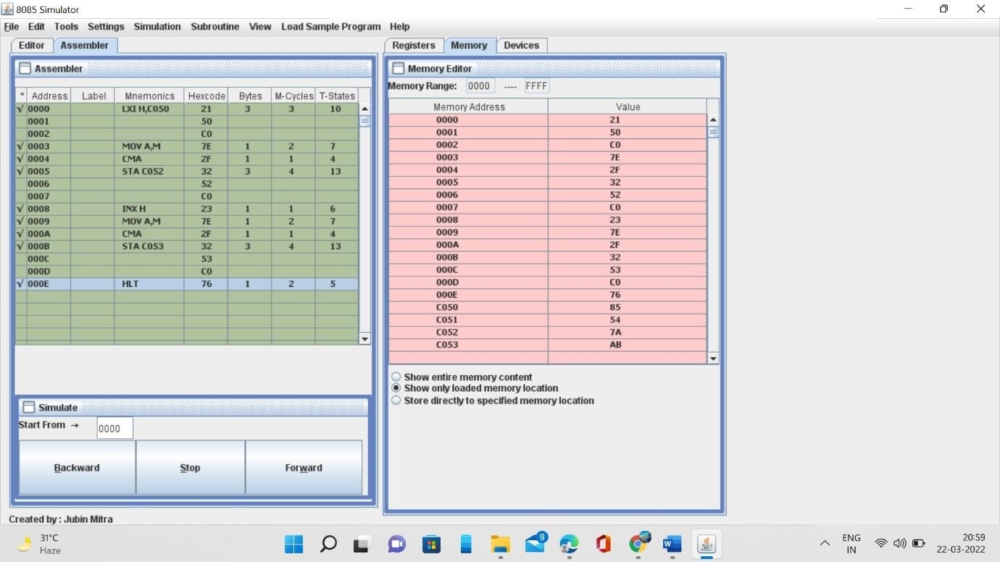 8085 Simulator
File Edit Tools Settings Simulation Subroutine View Load Sample Program Help
Editor Assembler
Assembler
* Address Label Mnemonics Hexcode Bytes M-Cycles T-States
√ 0000 LXI H,C050 21 3 3 10
0001 50
0002 C0
√ 0003 MOV A,M 7E 1 2 7
√ 0004 CMA 2F 1 1 4
√ 0005 STA C052 32 3 4 13
0006 52
0007 C0
√ 0008 INX H 23 1 1 6
√ 0009 MOV A,M 7E 1 2 7
√ 000A CMA 2F 1 1 4
√ 000B STA C053 32 3 4 13
000C 53
000D C0
√ 000E HLT 76 1 2 5
Simulate
Start From → 0000
Backward Stop Forward
Created by : Jubin Mitra
Registers Memory Devices
Memory Editor
Memory Range: 0000 ---- FFFF
Memory Address Value
0000 21
0001 50
0002 C0
0003 7E
0004 2F
0005 32
0006 52
0007 C0
0008 23
0009 7E
000A 2F
000B 32
000C 53
000D C0
000E 76
C050 85
C051 54
C052 7A
C053 AB
Show entire memory content
Show only loaded memory location
Store directly to specified memory location
31°C
Haze
9
W
ENG
IN
20:59
22-03-2022